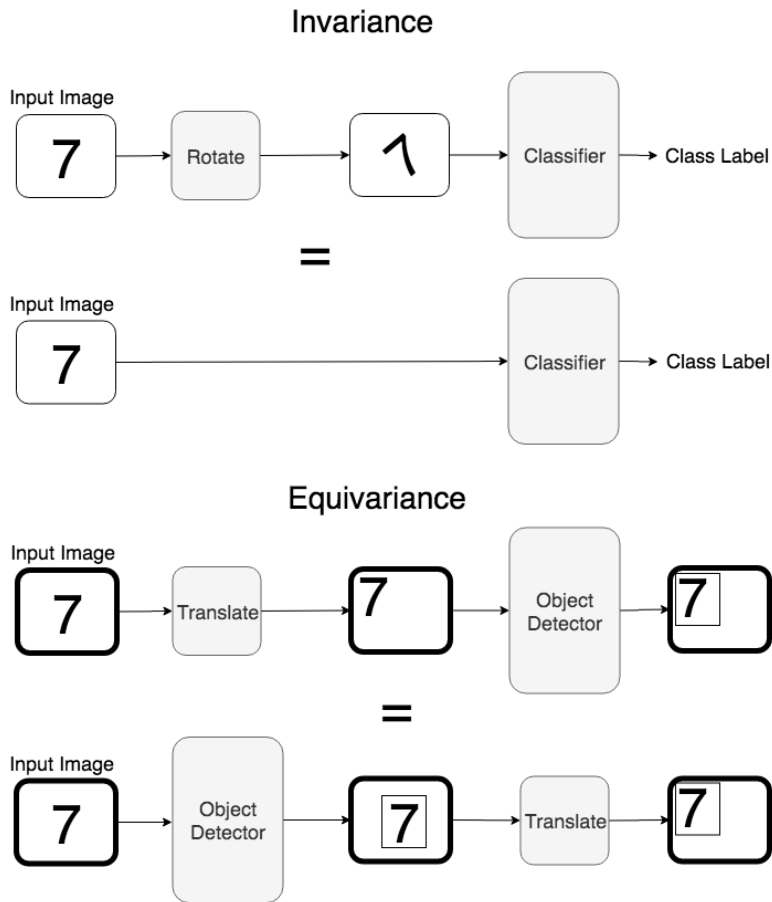 Invariance
Input Image
7
Rotate
7
Classifier
Class Label
=
Input Image
7
Classifier
Class Label
Equivariance
Input Image
7
Translate
7
Object
Detector
7
=
Input Image
7
Object
Detector
7
Translate
7